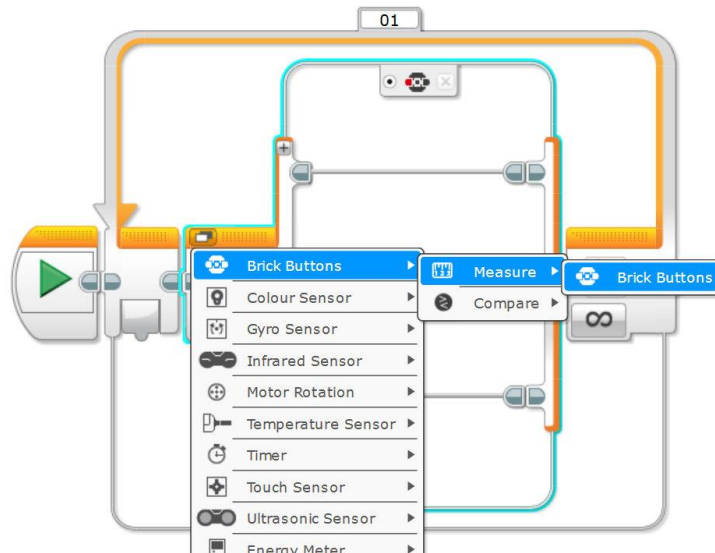 01
Brick Buttons
Measure
Brick Buttons
Colour Sensor
Compare
Gyro Sensor
Infrared Sensor
Motor Rotation
Temperature Sensor
Timer
Touch Sensor
Ultrasonic Sensor
Energy Meter